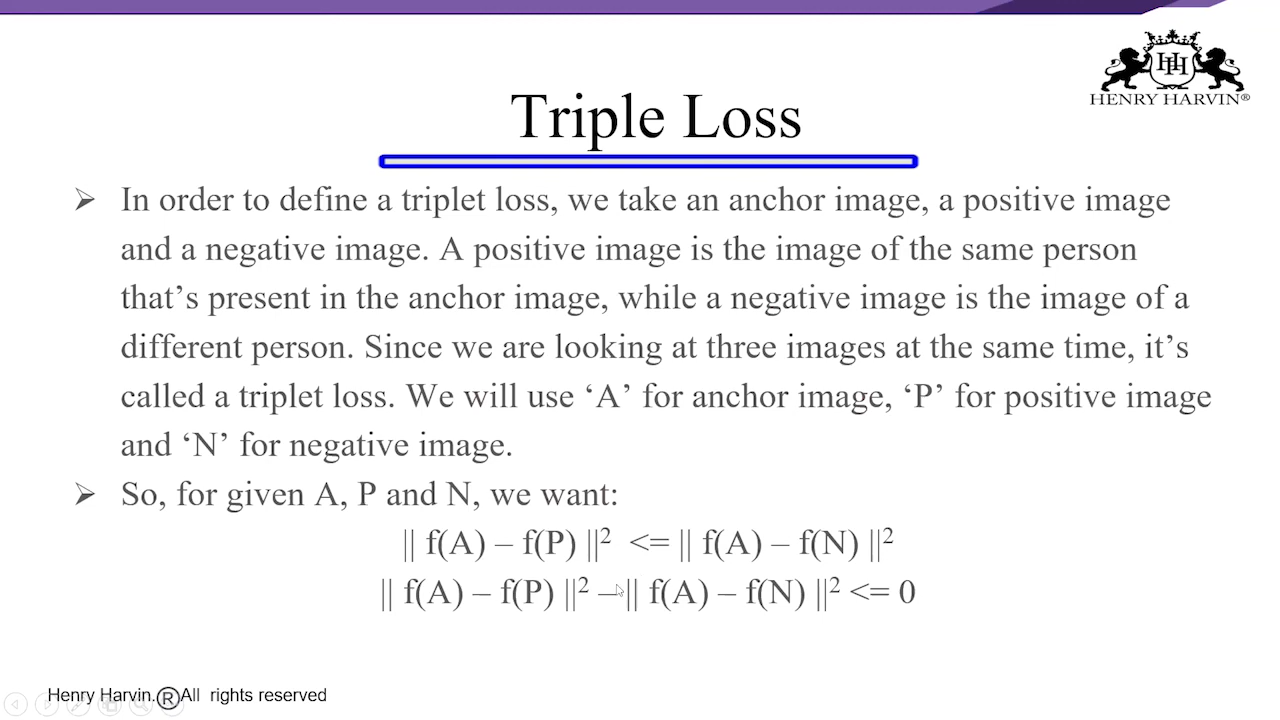 HH
HENRY HARVIN®
Triple Loss
➢ In order to define a triplet loss, we take an anchor image, a positive image
and a negative image. A positive image is the image of the same person
that’s present in the anchor image, while a negative image is the image of a
different person. Since we are looking at three images at the same time, it’s
called a triplet loss. We will use ‘A’ for anchor image, ‘P’ for positive image
and ‘N’ for negative image.
➢ So, for given A, P and N, we want:
|| f(A) – f(P) ||² <= || f(A) – f(N) ||²
|| f(A) – f(P) ||² – || f(A) – f(N) ||² <= 0
Henry Harvin.®All rights reserved